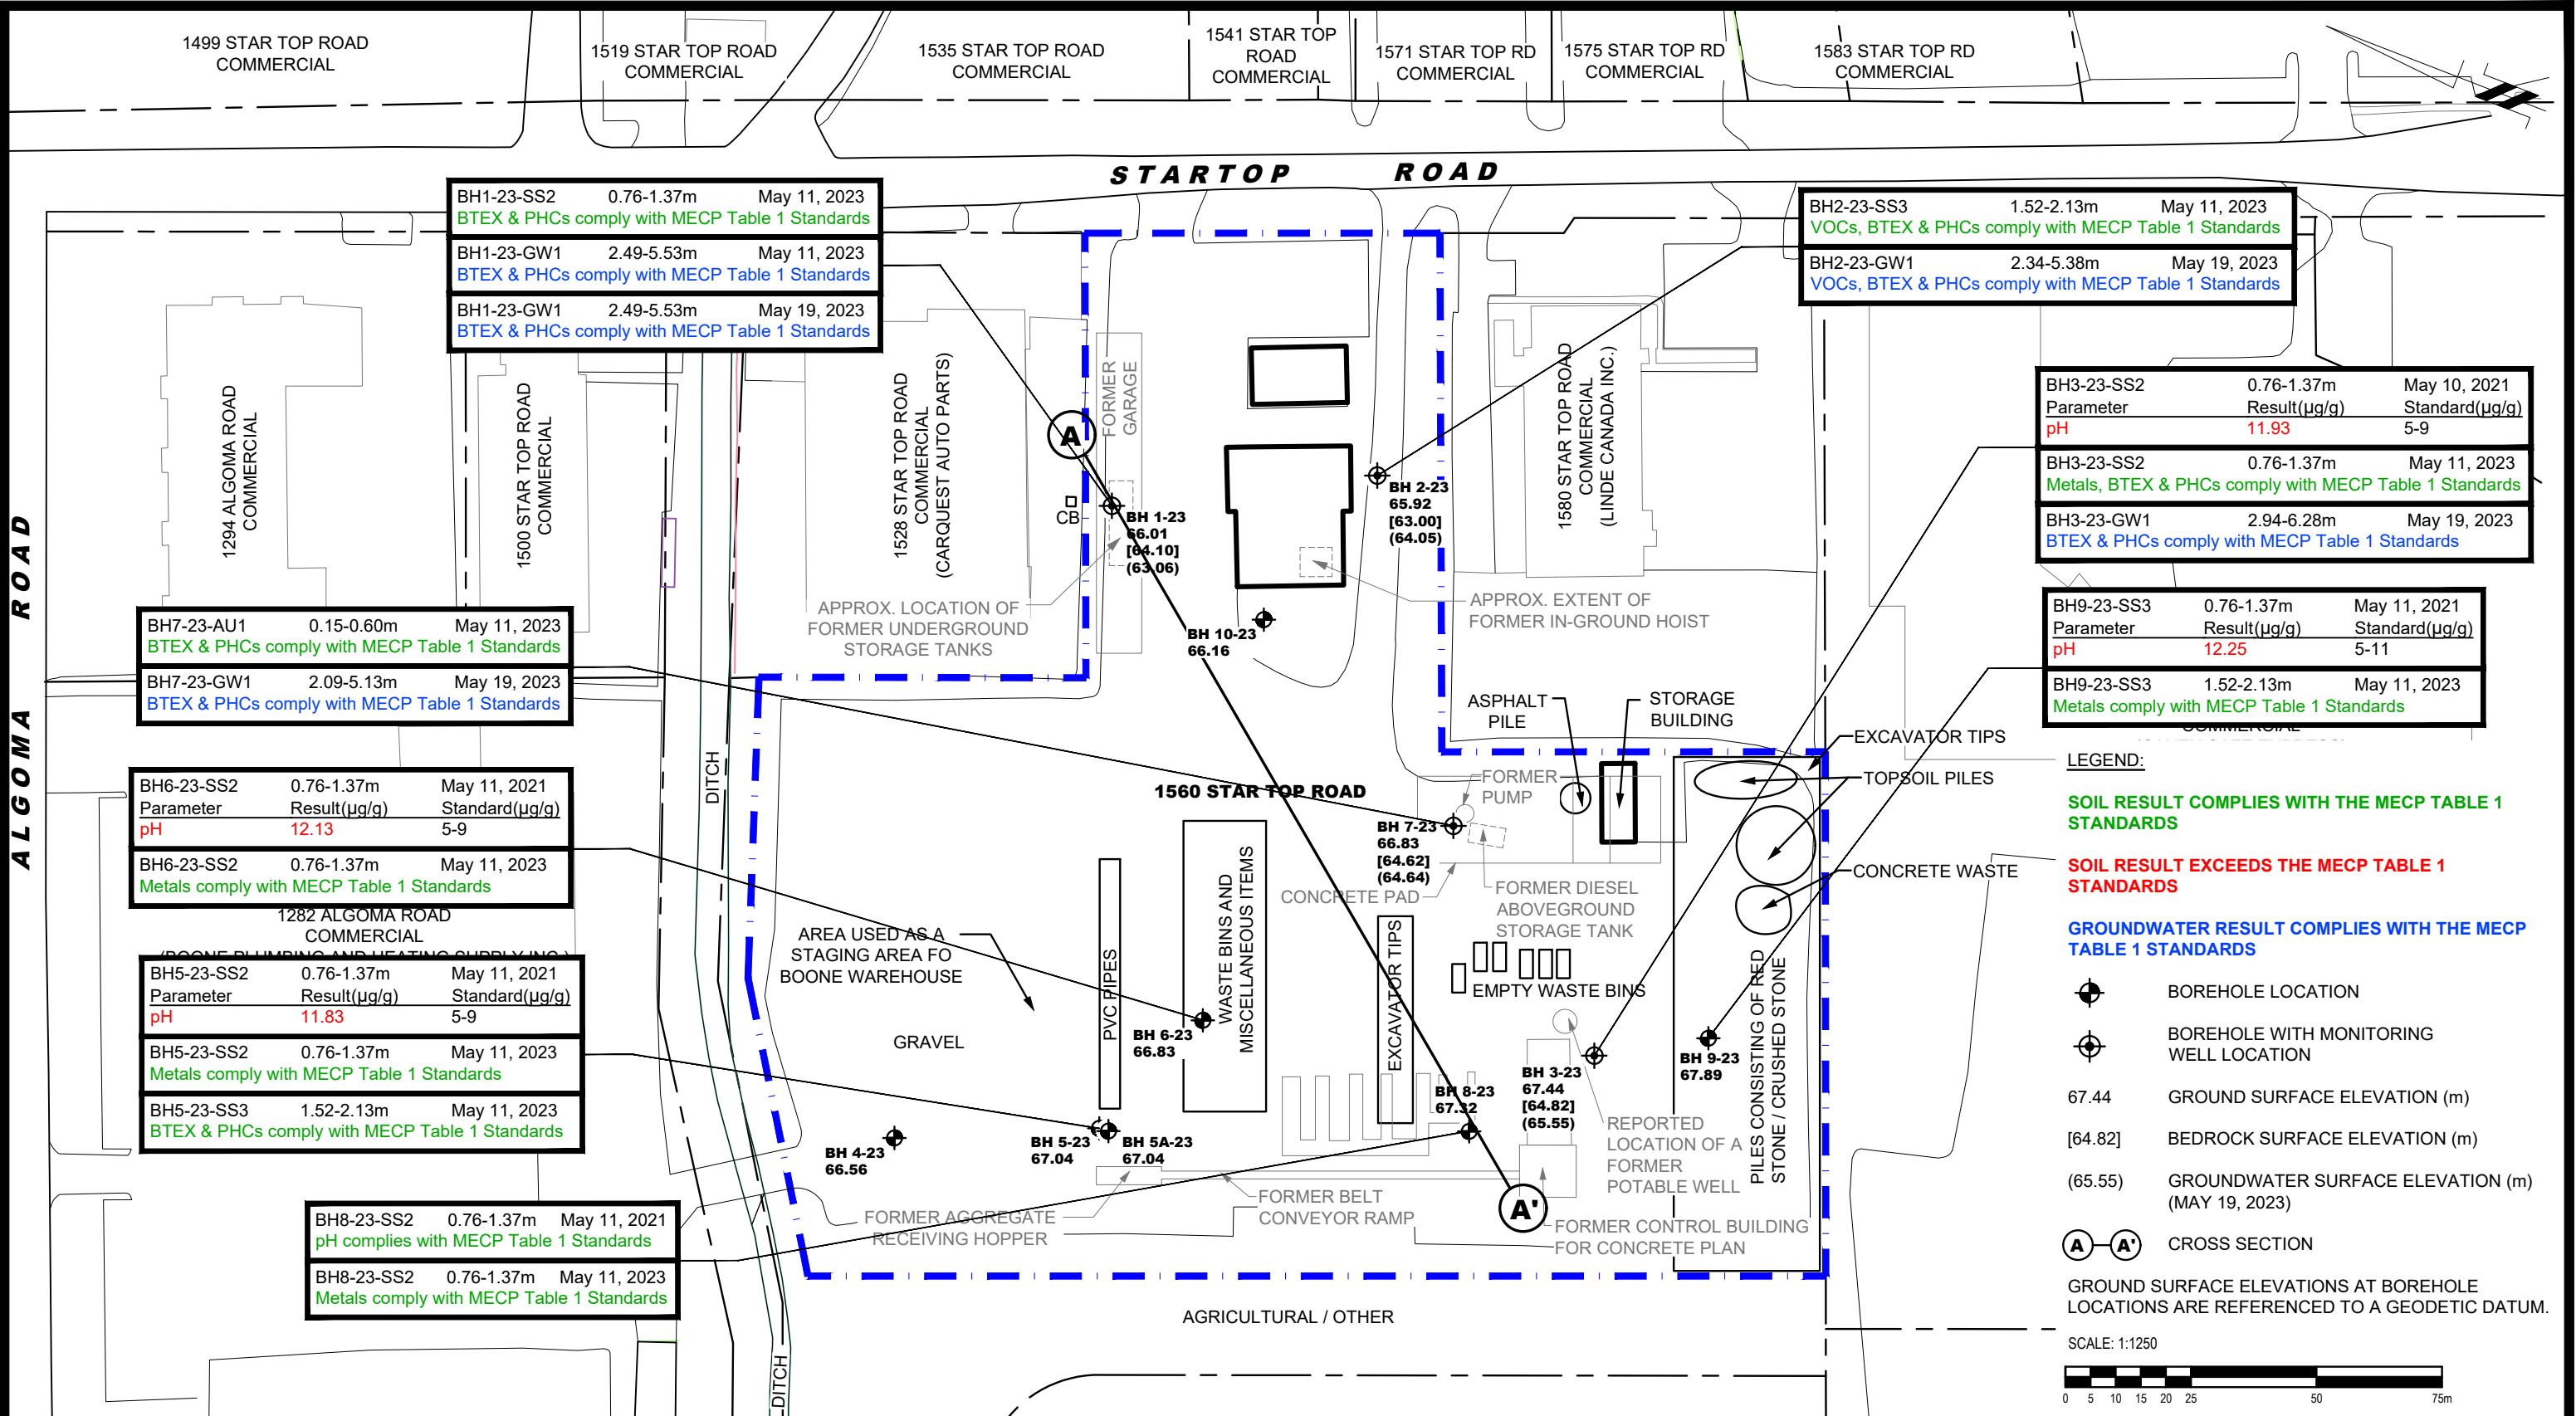 1499 STAR TOP ROAD
COMMERCIAL
1519 STAR TOP ROAD
COMMERCIAL
1535 STAR TOP ROAD
COMMERCIAL
1541 STAR TOP
ROAD
COMMERCIAL
1571 STAR TOP RD
COMMERCIAL
1575 STAR TOP RD
COMMERCIAL
1583 STAR TOP RD
COMMERCIAL
STARTOP ROAD
BH1-23-SS2 0.76-1.37m May 11, 2023
BTEX & PHCs comply with MECP Table 1 Standards
BH1-23-GW1 2.49-5.53m May 11, 2023
BTEX & PHCs comply with MECP Table 1 Standards
BH1-23-GW1 2.49-5.53m May 19, 2023
BTEX & PHCs comply with MECP Table 1 Standards
BH2-23-SS3 1.52-2.13m May 11, 2023
VOCs, BTEX & PHCs comply with MECP Table 1 Standards
BH2-23-GW1 2.34-5.38m May 19, 2023
VOCs, BTEX & PHCs comply with MECP Table 1 Standards
BH3-23-SS2 0.76-1.37m May 10, 2021
Parameter Result(µg/g) Standard(µg/g)
pH 11.93 5-9
BH3-23-SS2 0.76-1.37m May 11, 2023
Metals, BTEX & PHCs comply with MECP Table 1 Standards
BH3-23-GW1 2.94-6.28m May 19, 2023
BTEX & PHCs comply with MECP Table 1 Standards
BH9-23-SS3 0.76-1.37m May 11, 2021
Parameter Result(µg/g) Standard(µg/g)
pH 12.25 5-11
BH9-23-SS3 1.52-2.13m May 11, 2023
Metals comply with MECP Table 1 Standards
COMMERCIAL
ALGOMA ROAD
1294 ALGOMA ROAD
COMMERCIAL
1500 STAR TOP ROAD
COMMERCIAL
1528 STAR TOP ROAD
COMMERCIAL
(CARQUEST AUTO PARTS)
FORMER
GARAGE
A
CB
BH 1-23
66.01
[64.10]
(63.06)
APPROX. LOCATION OF
FORMER UNDERGROUND
STORAGE TANKS
BH 2-23
65.92
[63.00]
(64.05)
1580 STAR TOP ROAD
COMMERCIAL
(LINDE CANADA INC.)
APPROX. EXTENT OF
FORMER IN-GROUND HOIST
BH 10-23
66.16
BH7-23-AU1 0.15-0.60m May 11, 2023
BTEX & PHCs comply with MECP Table 1 Standards
BH7-23-GW1 2.09-5.13m May 19, 2023
BTEX & PHCs comply with MECP Table 1 Standards
BH6-23-SS2 0.76-1.37m May 11, 2021
Parameter Result(µg/g) Standard(µg/g)
pH 12.13 5-9
BH6-23-SS2 0.76-1.37m May 11, 2023
Metals comply with MECP Table 1 Standards
1282 ALGOMA ROAD
COMMERCIAL
(BOONE PLUMBING AND HEATING SUPPLY INC.)
BH5-23-SS2 0.76-1.37m May 11, 2021
Parameter Result(µg/g) Standard(µg/g)
pH 11.83 5-9
BH5-23-SS2 0.76-1.37m May 11, 2023
Metals comply with MECP Table 1 Standards
BH5-23-SS3 1.52-2.13m May 11, 2023
BTEX & PHCs comply with MECP Table 1 Standards
BH8-23-SS2 0.76-1.37m May 11, 2021
pH complies with MECP Table 1 Standards
BH8-23-SS2 0.76-1.37m May 11, 2023
Metals comply with MECP Table 1 Standards
DITCH
DITCH
ASPHALT
PILE
STORAGE
BUILDING
EXCAVATOR TIPS
TOPSOIL PILES
CONCRETE WASTE
1560 STAR TOP ROAD
FORMER
PUMP
BH 7-23
66.83
[64.62]
(64.64)
CONCRETE PAD
FORMER DIESEL
ABOVEGROUND
STORAGE TANK
AREA USED AS A
STAGING AREA FO
BOONE WAREHOUSE
GRAVEL
PVC PIPES
WASTE BINS AND
MISCELLANEOUS ITEMS
EXCAVATOR TIPS
EMPTY WASTE BINS
PILES CONSISTING OF RED
STONE / CRUSHED STONE
BH 6-23
66.83
BH 4-23
66.56
BH 5-23
67.04
BH 5A-23
67.04
BH 8-23
67.32
BH 3-23
67.44
[64.82]
(65.55)
BH 9-23
67.89
REPORTED
LOCATION OF A
FORMER
POTABLE WELL
A'
FORMER AGGREGATE
RECEIVING HOPPER
FORMER BELT
CONVEYOR RAMP
FORMER CONTROL BUILDING
FOR CONCRETE PLAN
AGRICULTURAL / OTHER
LEGEND:
SOIL RESULT COMPLIES WITH THE MECP TABLE 1
STANDARDS
SOIL RESULT EXCEEDS THE MECP TABLE 1
STANDARDS
GROUNDWATER RESULT COMPLIES WITH THE MECP
TABLE 1 STANDARDS
BOREHOLE LOCATION
BOREHOLE WITH MONITORING
WELL LOCATION
67.44 GROUND SURFACE ELEVATION (m)
[64.82] BEDROCK SURFACE ELEVATION (m)
(65.55) GROUNDWATER SURFACE ELEVATION (m)
(MAY 19, 2023)
A A' CROSS SECTION
GROUND SURFACE ELEVATIONS AT BOREHOLE
LOCATIONS ARE REFERENCED TO A GEODETIC DATUM.
SCALE: 1:1250
0 5 10 15 20 25 50 75m